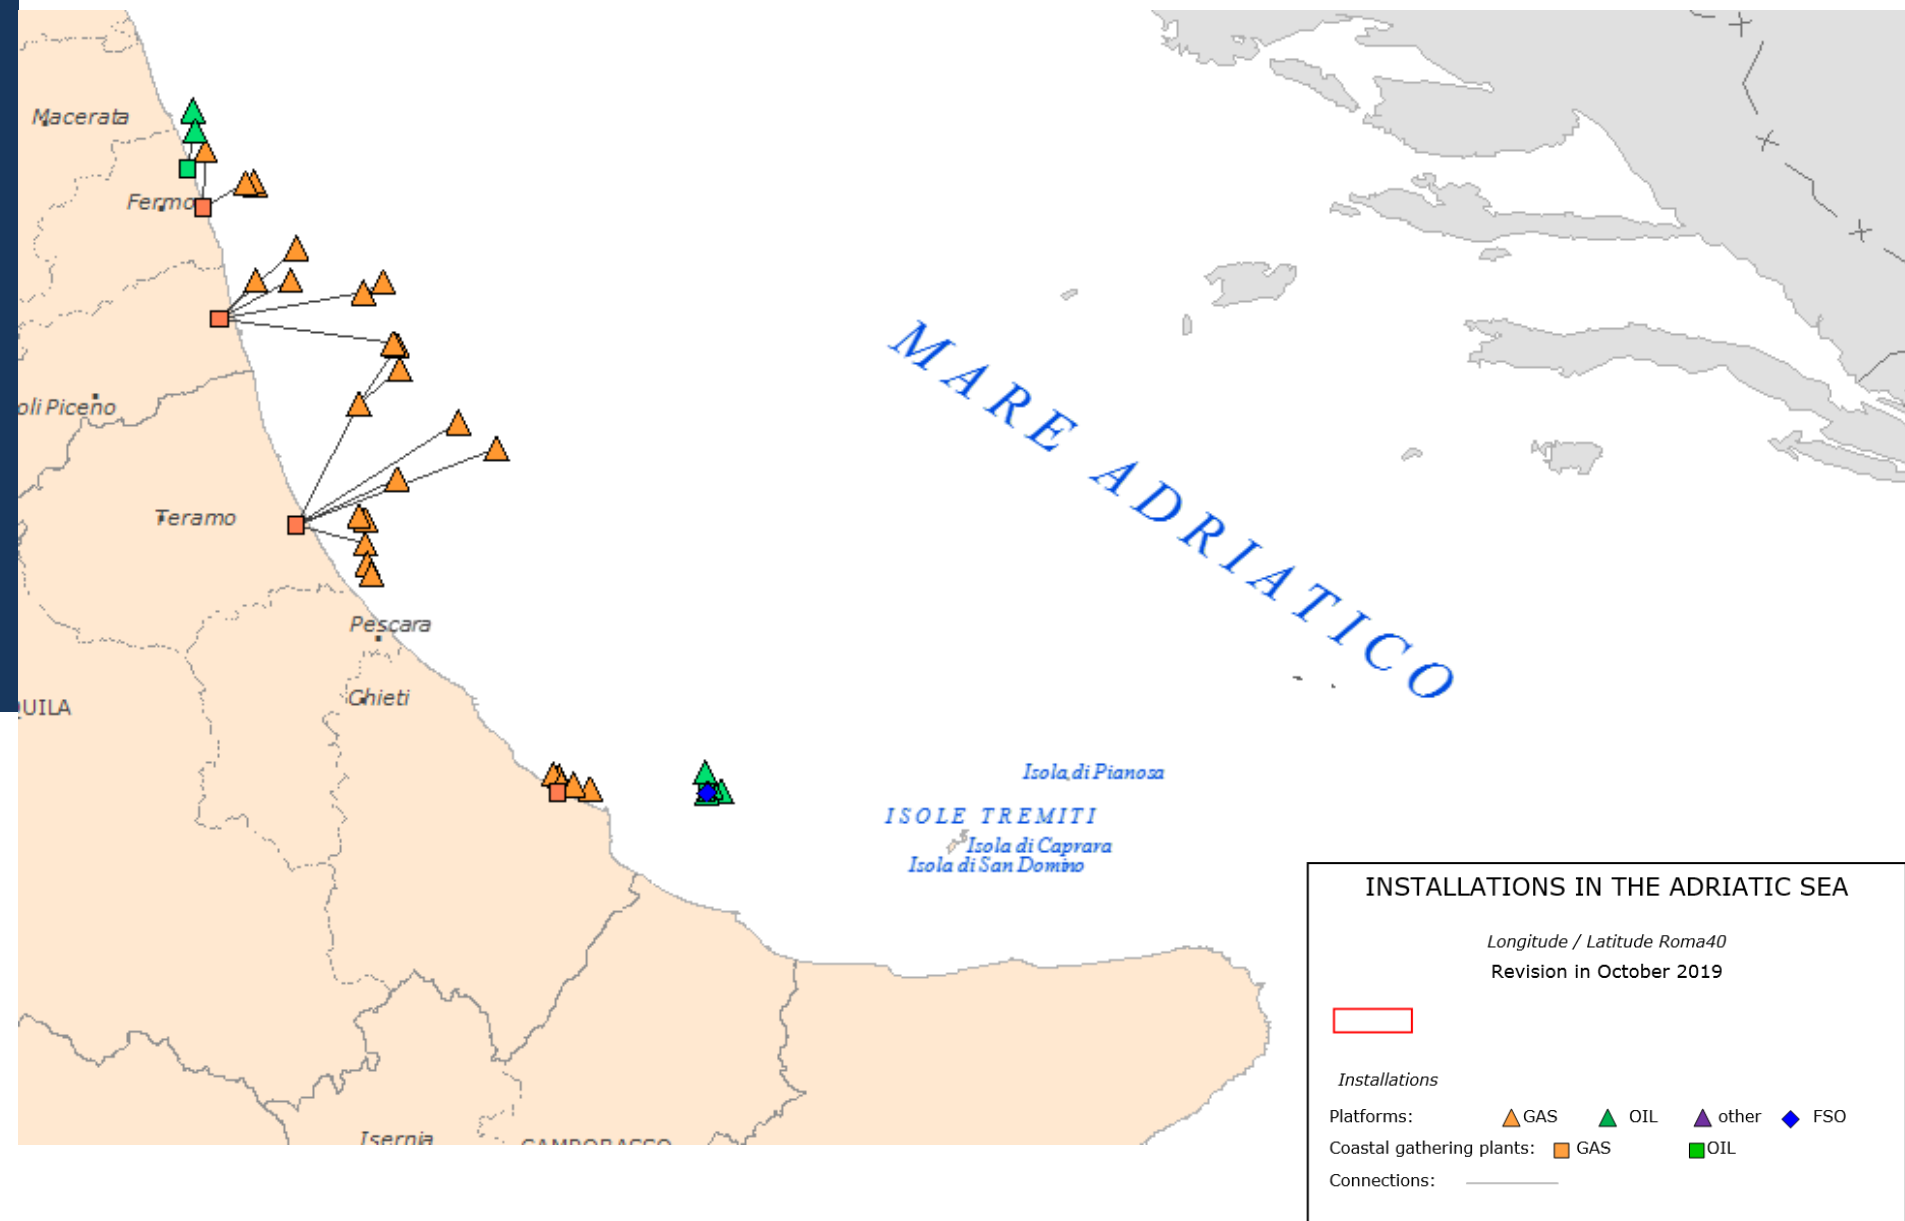 Macerata
Fermo
oli Piceno
Teramo
Pescara
Chieti
UILA
MARE ADRIATICO
Isola di Pianosa
ISOLE TREMITI
Isola di Caprara
Isola di San Domino
Isernia
CAMPOBASSO
INSTALLATIONS IN THE ADRIATIC SEA
Longitude / Latitude Roma40
Revision in October 2019
Installations
Platforms: GAS OIL other FSO
Coastal gathering plants: GAS OIL
Connections: